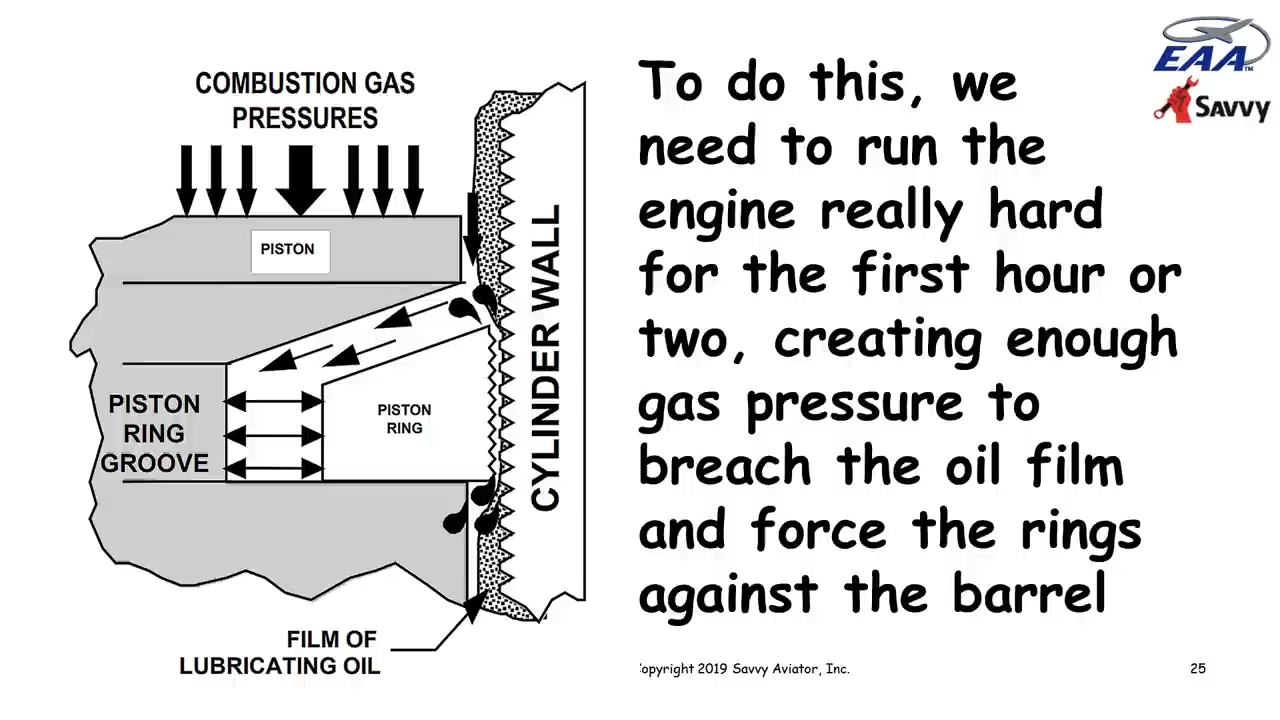 COMBUSTION GAS
PRESSURES
PISTON
PISTON
RING
GROOVE
PISTON
RING
CYLINDER WALL
FILM OF
LUBRICATING OIL
To do this, we
need to run the
engine really hard
for the first hour or
two, creating enough
gas pressure to
breach the oil film
and force the rings
against the barrel
EAA™
SAVVY
opyright 2019 Savvy Aviator, Inc.
25